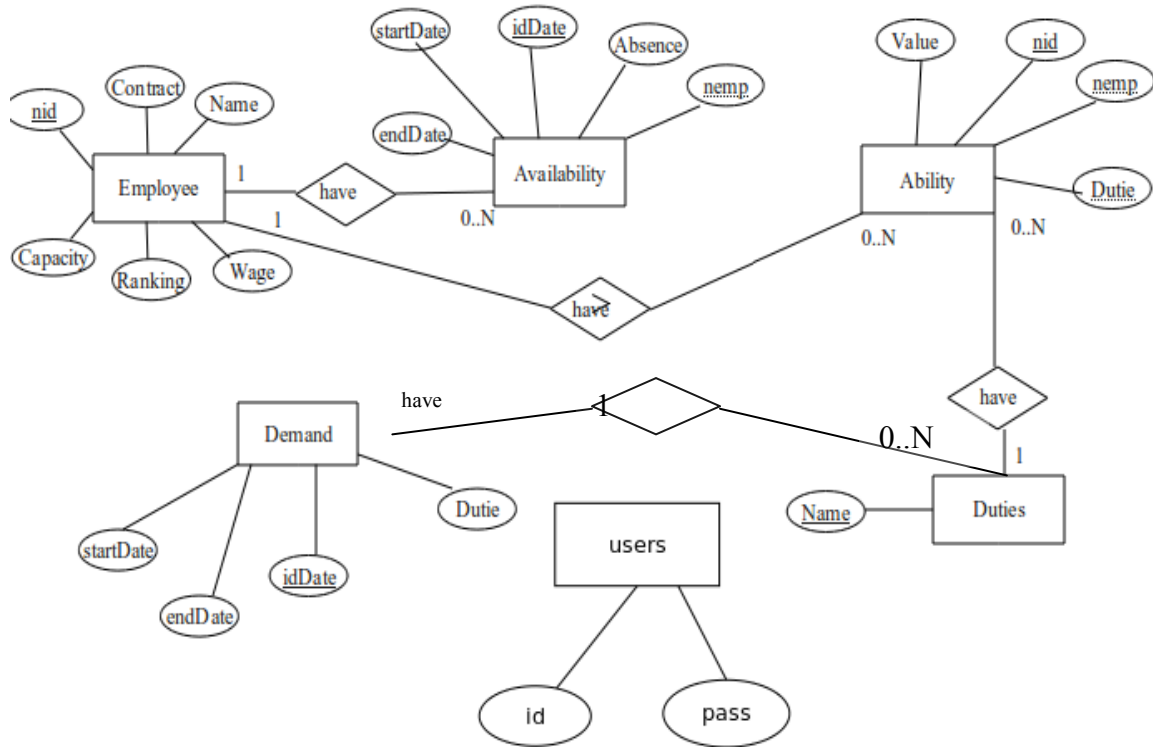 startDate
idDate
Absence
nemp
endDate
Availability
Value
nid
nemp
Dutie
Ability
nid
Contract
Name
Employee
Capacity
Ranking
Wage
1
have
0..N
1
have
>
0..N
0..N
have
1
have
1
0..N
Demand
startDate
endDate
idDate
Dutie
Name
Duties
users
id
pass